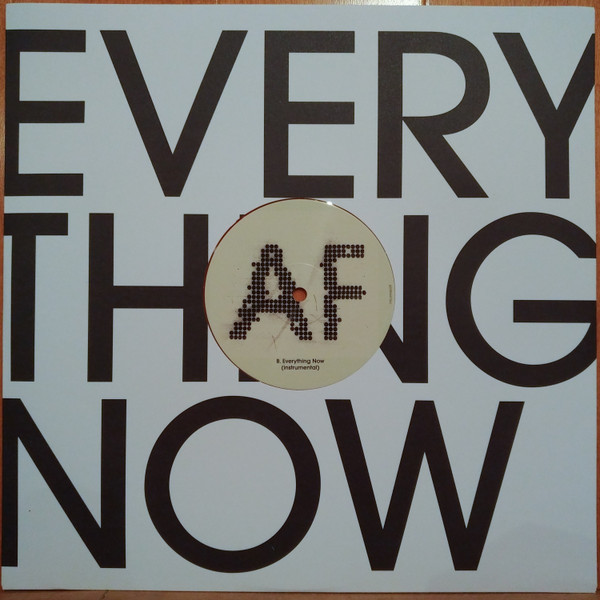 EVERY
THING
NOW
AF
B. Everything Now
(instrumental)